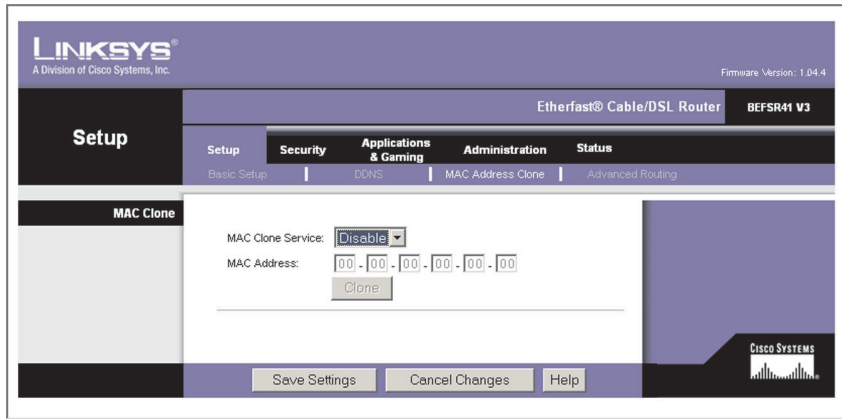 LINKSYS®
A Division of Cisco Systems, Inc.
Firmware Version: 1.04.4
Etherfast® Cable/DSL Router
BEFSR41 V3
Setup
Setup
Security
Applications
& Gaming
Administration
Status
Basic Setup
DDNS
MAC Address Clone
Advanced Routing
MAC Clone
MAC Clone Service: Disable
MAC Address: 00 - 00 - 00 - 00 - 00 - 00
Clone
CISCO SYSTEMS
Save Settings
Cancel Changes
Help